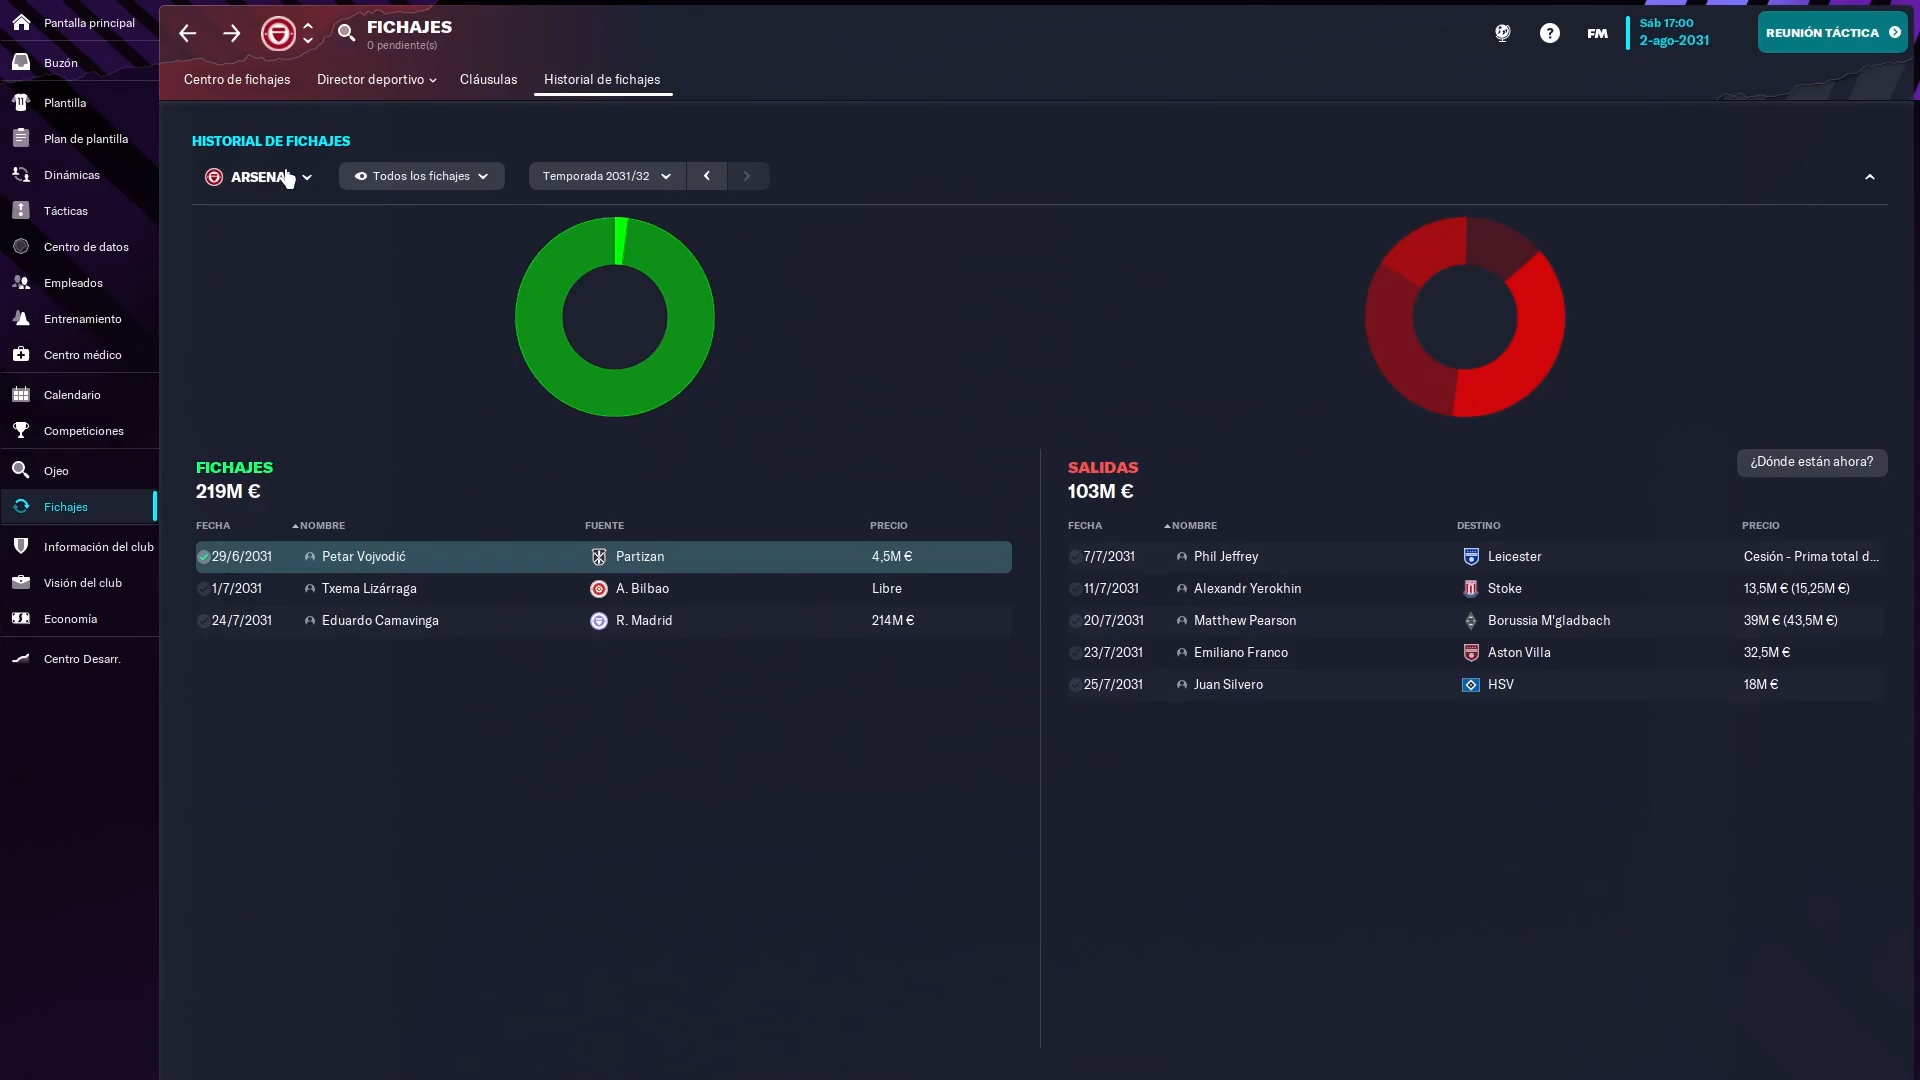 Pantalla principal
Buzón
Plantilla
Plan de plantilla
Dinámicas
Tácticas
Centro de datos
Empleados
Entrenamiento
Centro médico
Calendario
Competiciones
Ojeo
Fichajes
Información del club
Visión del club
Economía
Centro Desarr.
FICHAJES
0 pendiente(s)
FM
Sáb 17:00
2-ago-2031
REUNIÓN TÁCTICA
Centro de fichajes
Director deportivo
Cláusulas
Historial de fichajes
HISTORIAL DE FICHAJES
ARSENAL
Todos los fichajes
Temporada 2031/32
FICHAJES
219M €
FECHA NOMBRE FUENTE PRECIO
29/6/2031 Petar Vojvodić Partizan 4,5M €
1/7/2031 Txema Lizárraga A. Bilbao Libre
24/7/2031 Eduardo Camavinga R. Madrid 214M €
SALIDAS
103M €
¿Dónde están ahora?
FECHA NOMBRE DESTINO PRECIO
7/7/2031 Phil Jeffrey Leicester Cesión - Prima total d...
11/7/2031 Alexandr Yerokhin Stoke 13,5M € (15,25M €)
20/7/2031 Matthew Pearson Borussia M'gladbach 39M € (43,5M €)
23/7/2031 Emiliano Franco Aston Villa 32,5M €
25/7/2031 Juan Silvero HSV 18M €